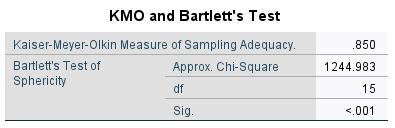 KMO and Bartlett's Test
Kaiser-Meyer-Olkin Measure of Sampling Adequacy. .850
Bartlett's Test of Sphericity Approx. Chi-Square 1244.983
df 15
Sig. <.001